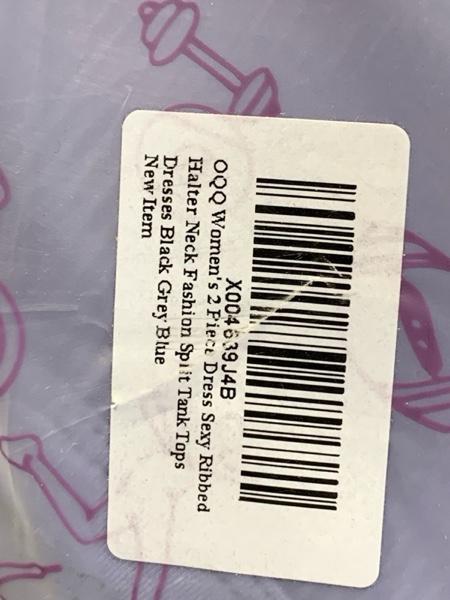 X004639J4B
OQQ Women's 2 Piece Dress Sexy Ribbed
Halter Neck Fashion Split Tank Tops
Dresses Black Grey Blue
New Item